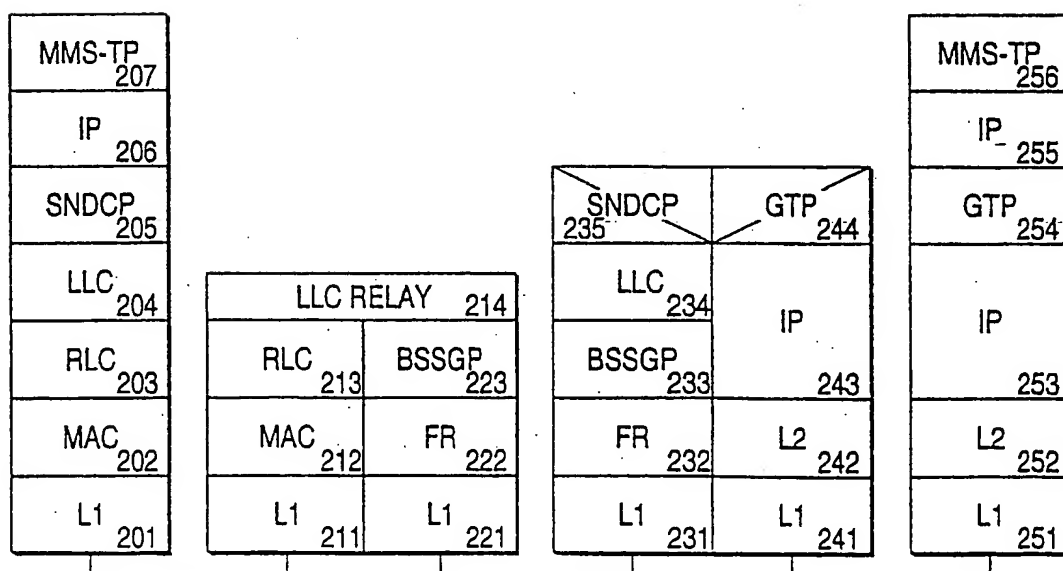 MMS-TP
207
IP
206
SNDCP
205
LLC
204
RLC
203
MAC
202
L1
201
LLC RELAY
214
RLC
213
BSSGP
223
MAC
212
FR
222
L1
211
L1
221
SNDCP
235
GTP
244
LLC
234
IP
243
BSSGP
233
FR
232
L2
242
L1
231
L1
241
MMS-TP
256
IP
255
GTP
254
IP
253
L2
252
L1
251